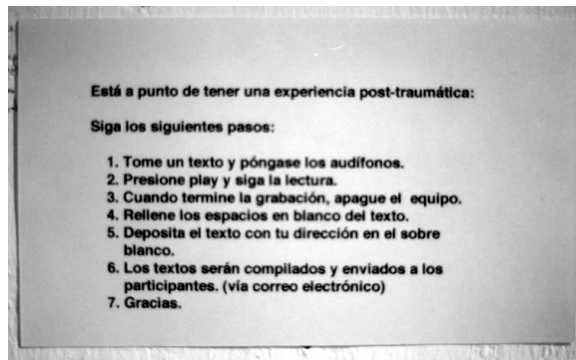 Está a punto de tener una experiencia post-traumática:
Siga los siguientes pasos:
1. Tome un texto y póngase los audífonos.
2. Presione play y siga la lectura.
3. Cuando termine la grabación, apague el equipo.
4. Rellene los espacios en blanco del texto.
5. Deposita el texto con tu dirección en el sobre
blanco.
6. Los textos serán compilados y enviados a los
participantes. (vía correo electrónico)
7. Gracias.